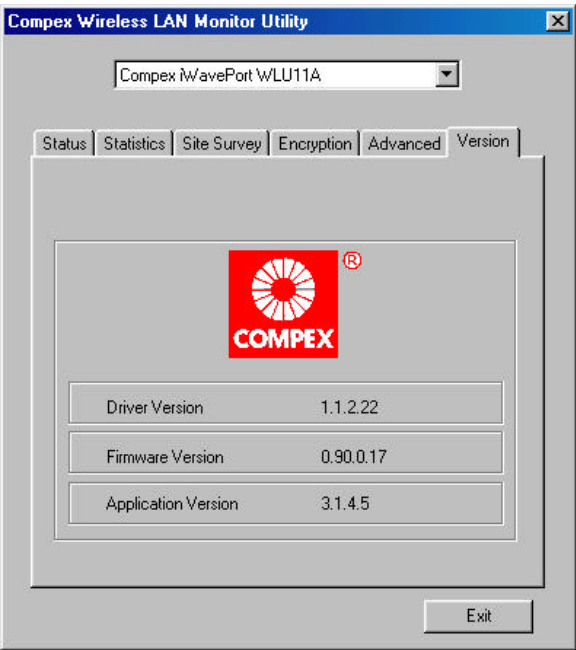 Compex Wireless LAN Monitor Utility
Compex iWavePort WLU11A
Status Statistics Site Survey Encryption Advanced Version
®
COMPEX
Driver Version 1.1.2.22
Firmware Version 0.90.0.17
Application Version 3.1.4.5
Exit